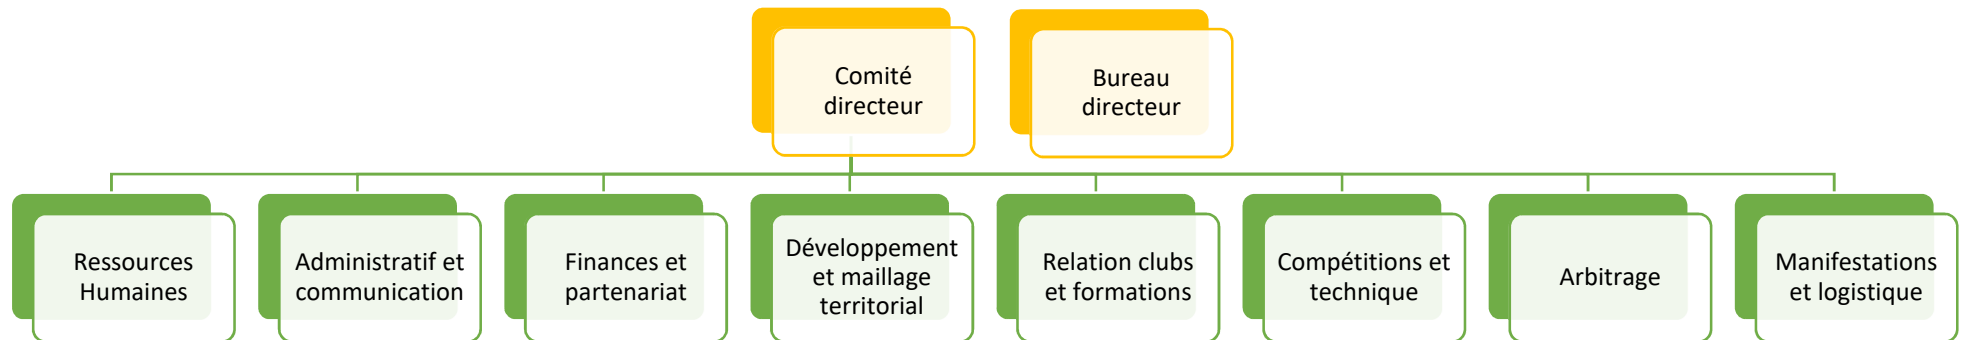 Comité
directeur
Bureau
directeur
Ressources
Humaines
Administratif et
communication
Finances et
partenariat
Développement
et maillage
territorial
Relation clubs
et formations
Compétitions et
technique
Arbitrage
Manifestations
et logistique